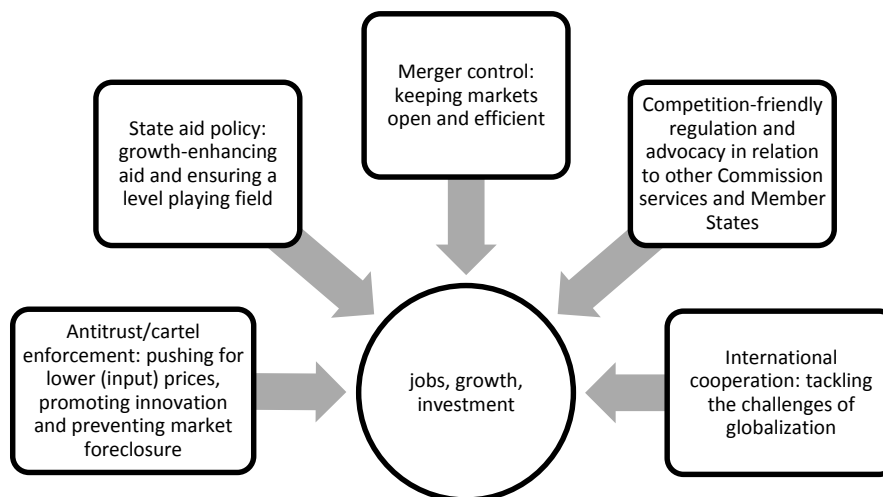 Merger control:
keeping markets
open and efficient
State aid policy:
growth-enhancing
aid and ensuring a
level playing field
Competition-friendly
regulation and
advocacy in relation
to other Commission
services and Member
States
Antitrust/cartel
enforcement: pushing for
lower (input) prices,
promoting innovation
and preventing market
foreclosure
jobs, growth,
investment
International
cooperation: tackling
the challenges of
globalization